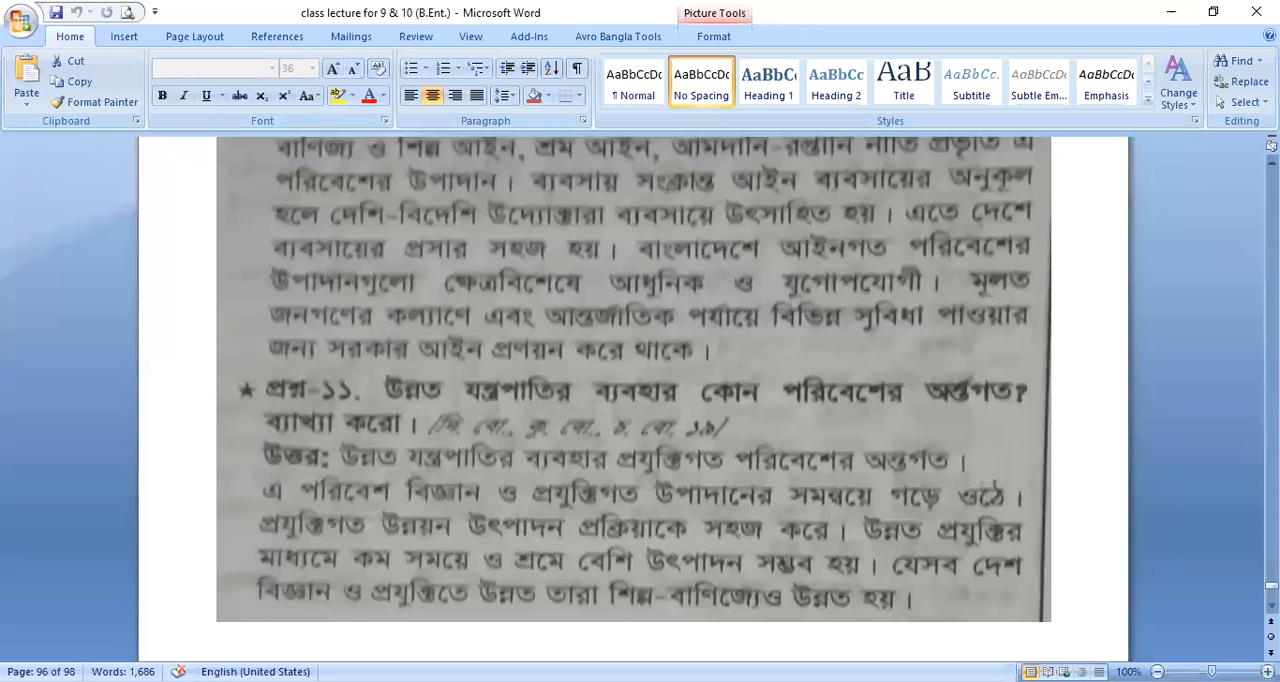 class lecture for 9 & 10 (B.Ent.) - Microsoft Word
Picture Tools
Home Insert Page Layout References Mailings Review View Add-Ins Avro Bangla Tools Format
Paste
Cut
Copy
Format Painter
Clipboard
36
B I U abc X₂ X² Aa
Font
Paragraph
AaBbCcDc AaBbCcDc AaBbCc AaBbCc AaB AaBbCc. AaBbCcDc AaBbCcDc
¶ Normal No Spacing Heading 1 Heading 2 Title Subtitle Subtle Em... Emphasis
Change Styles
Styles
Find
Replace
Select
Editing
বাণিজ্য ও শিল্প আইন, শ্রম আইন, আমদানি-রপ্তানি নীতি প্রভৃতি এ
পরিবেশের উপাদান। ব্যবসায় সংক্রান্ত আইন ব্যবসায়ের অনুকূল
হলে দেশি-বিদেশি উদ্যোক্তারা ব্যবসায়ে উৎসাহিত হয়। এতে দেশে
ব্যবসায়ের প্রসার সহজ হয়। বাংলাদেশে আইনগত পরিবেশের
উপাদানগুলো ক্ষেত্রবিশেষে আধুনিক ও যুগোপযোগী। মূলত
জনগণের কল্যাণে এবং আন্তর্জাতিক পর্যায়ে বিভিন্ন সুবিধা পাওয়ার
জন্য সরকার আইন প্রণয়ন করে থাকে।
★ প্রশ্ন-১১. উন্নত যন্ত্রপাতির ব্যবহার কোন পরিবেশের অন্তর্গত?
ব্যাখ্যা করো। /দি. বো., কু. বো., চ. বো. ১৯/
উত্তর: উন্নত যন্ত্রপাতির ব্যবহার প্রযুক্তিগত পরিবেশের অন্তর্গত।
এ পরিবেশ বিজ্ঞান ও প্রযুক্তিগত উপাদানের সমন্বয়ে গড়ে ওঠে।
প্রযুক্তিগত উন্নয়ন উৎপাদন প্রক্রিয়াকে সহজ করে। উন্নত প্রযুক্তির
মাধ্যমে কম সময়ে ও শ্রমে বেশি উৎপাদন সম্ভব হয়। যেসব দেশ
বিজ্ঞান ও প্রযুক্তিতে উন্নত তারা শিল্প-বাণিজ্যেও উন্নত হয়।
Page: 96 of 98 Words: 1,686 English (United States) 100%